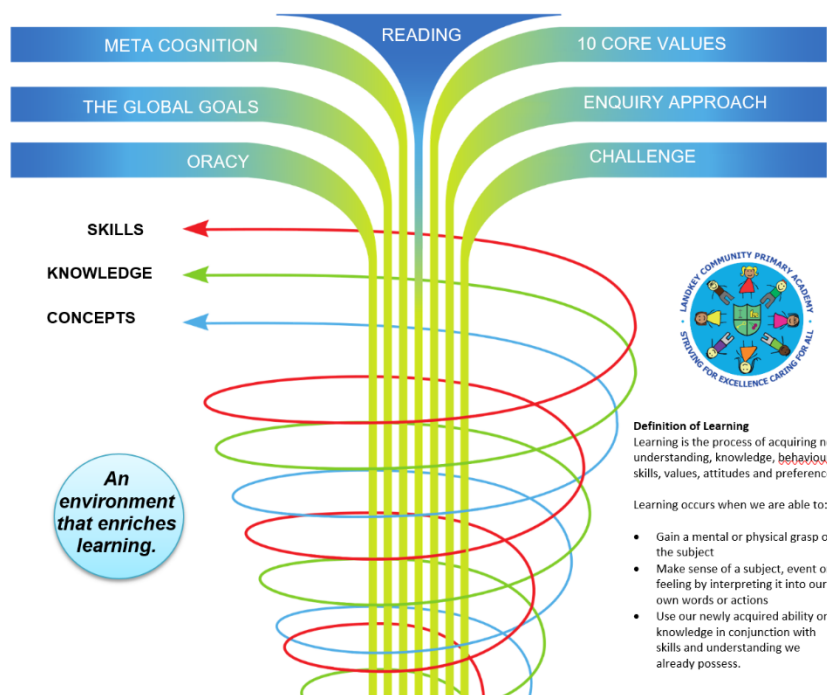 READING
META COGNITION
10 CORE VALUES
THE GLOBAL GOALS
ENQUIRY APPROACH
ORACY
CHALLENGE
SKILLS
KNOWLEDGE
CONCEPTS
LANDKEY COMMUNITY PRIMARY ACADEMY
STRIVING FOR EXCELLENCE CARING FOR ALL
An
environment
that enriches
learning.
Definition of Learning
Learning is the process of acquiring
understanding, knowledge,
skills, values, attitudes and
Learning occurs when we are able to:
• Gain a mental or physical grasp
the subject
• Make sense of a subject, event
feeling by interpreting it into our
own words or actions
• Use our newly acquired ability
knowledge in conjunction with
skills and understanding we
already possess.